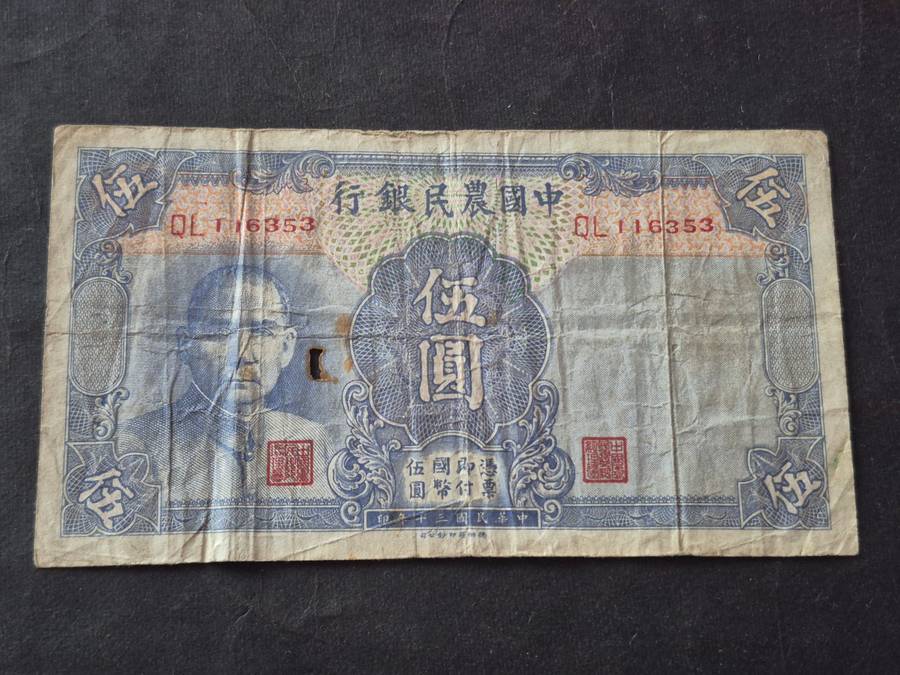 伍 伍
中國農民銀行
QL116353 QL116353
伍圓
憑票
即付
國幣
伍圓
伍 伍
中華民國三十年印